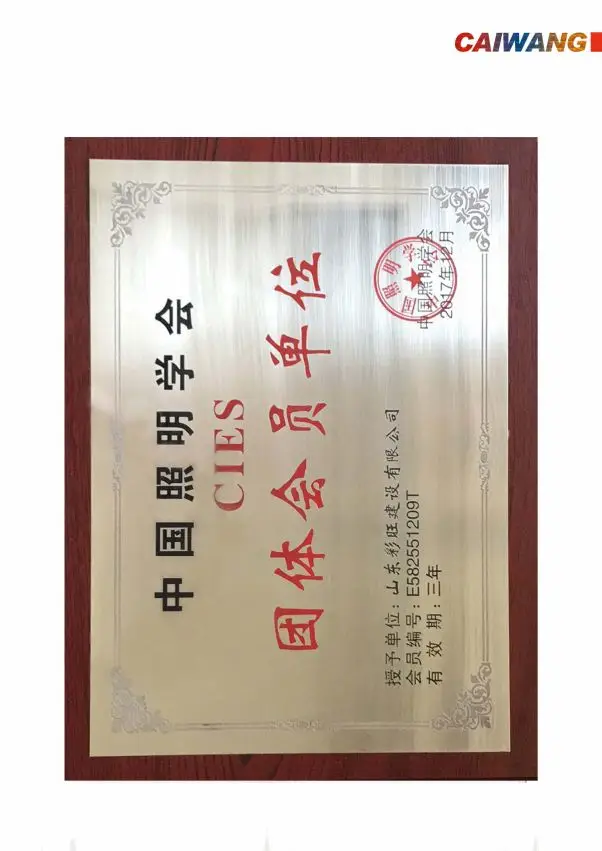 CAIWANG
中国照明学会
CIES
团体会员单位
授予单位：山东彩旺建设有限公司
会员编号：E582551209T
有 效 期：三年
中国照明学会
2017年12月